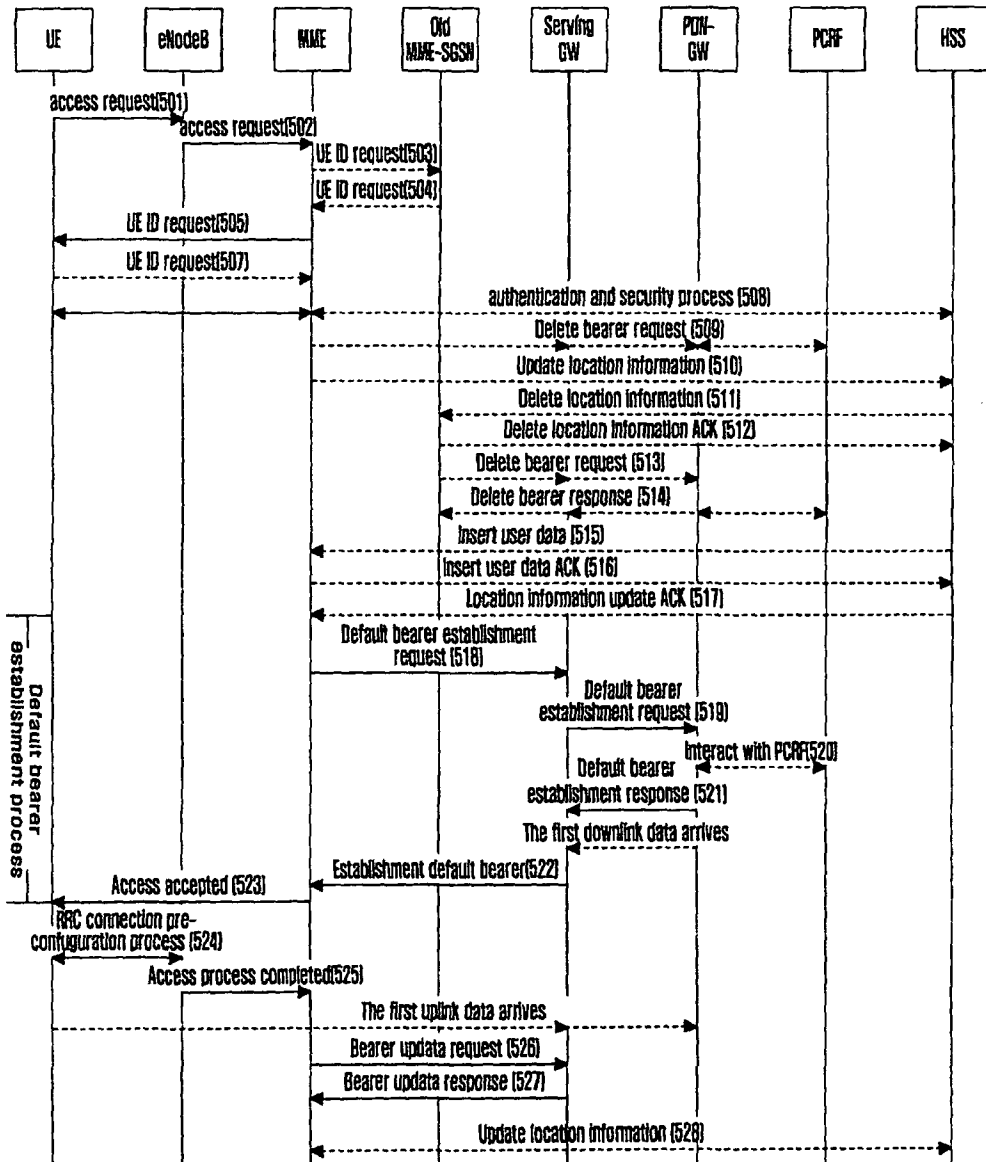 UE
eNodeB
MME
Old
MME-SGSN
Serving
GW
PDN-
GW
PCRF
HSS
access request(501)
access request(502)
UE ID request(503)
UE ID request(504)
UE ID request(505)
UE ID request(507)
authentication and security process (508)
Delete bearer request (509)
Update location information (510)
Delete location information (511)
Delete location information ACK (512)
Delete bearer request (513)
Delete bearer response (514)
Insert user data (515)
Insert user data ACK (516)
Location information update ACK (517)
Default bearer
establishment process
Default bearer establishment
request (518)
Default bearer
establishment request (519)
Interact with PCRF(520)
Default bearer
establishment response (521)
The first downlink data arrives
Establishment default bearer(522)
Access accepted (523)
RRC connection pre-
confuguration process (524)
Access process completed(525)
The first uplink data arrives
Bearer updata request (526)
Bearer updata response (527)
Update location information (528)